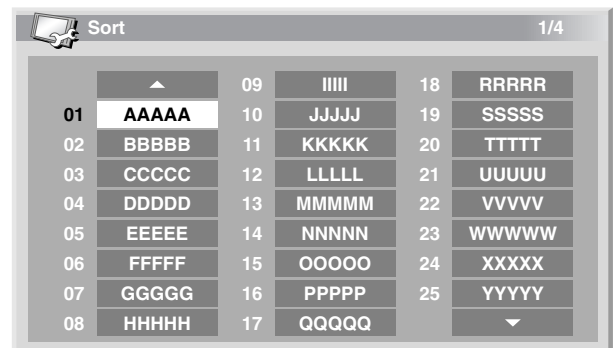 Sort 1/4
01 AAAAA
02 BBBBB
03 CCCCC
04 DDDDD
05 EEEEE
06 FFFFF
07 GGGGG
08 HHHHH
09 IIIII
10 JJJJJ
11 KKKKK
12 LLLLL
13 MMMMM
14 NNNNN
15 OOOOO
16 PPPPP
17 QQQQQ
18 RRRRR
19 SSSSS
20 TTTTT
21 UUUUU
22 VVVVV
23 WWWWW
24 XXXXX
25 YYYYY